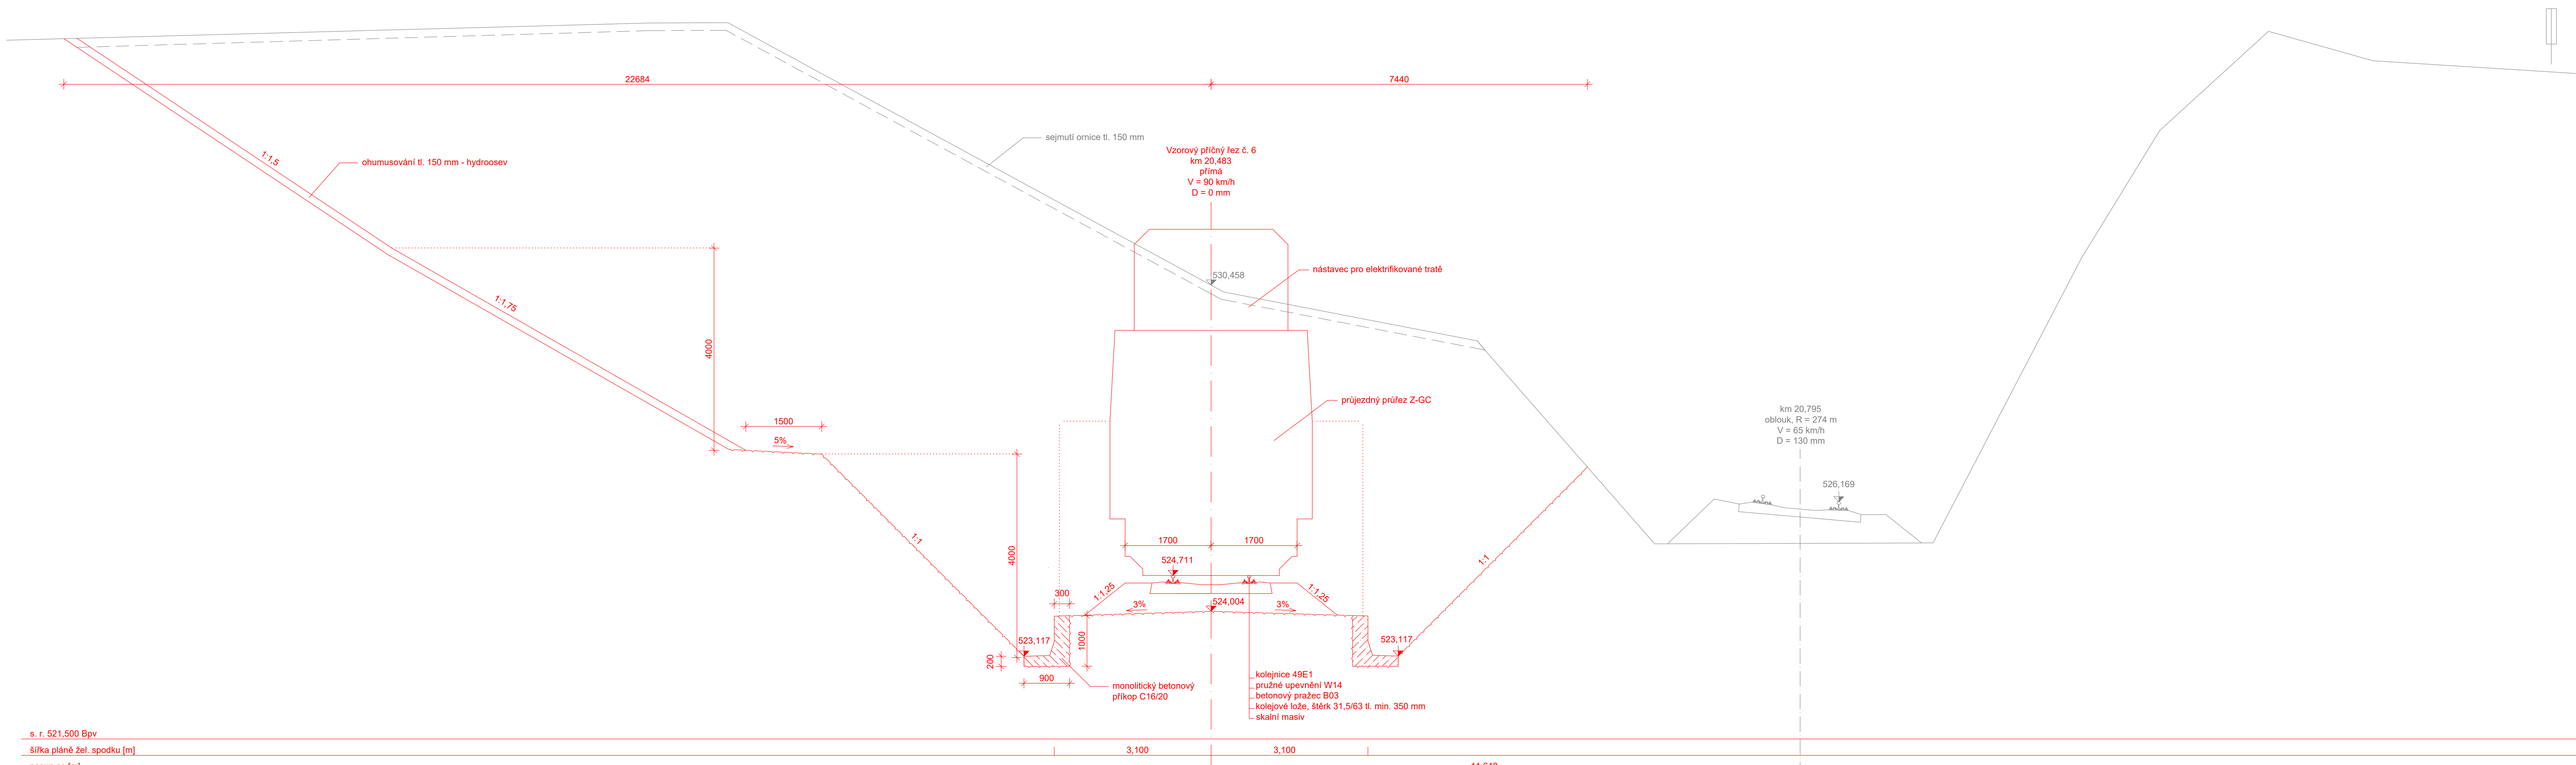 22684
7440
sejmutí ornice tl. 150 mm
Vzorový příčný řez č. 6
km 20,483
přímá
V = 90 km/h
D = 0 mm
1:1,5
ohumusování tl. 150 mm - hydroosev
530,458
nástavec pro elektrifikované tratě
1:1,75
4000
průjezdný průřez Z-GC
km 20,795
oblouk, R = 274 m
V = 65 km/h
D = 130 mm
1500
5%
526,169
1:1
4000
1700
1700
524,711
1:1
300
1:1,25
1:1,25
3%
524,004
3%
523,117
1000
523,117
200
900
monolitický betonový
příkop C16/20
kolejnice 49E1
pružné upevnění W14
betonový pražec B03
kolejové lože, štěrk 31,5/63 tl. min. 350 mm
skalní masiv
s. r. 521,500 Bpv
šířka pláně žel. spodku [m]
3,100
3,100